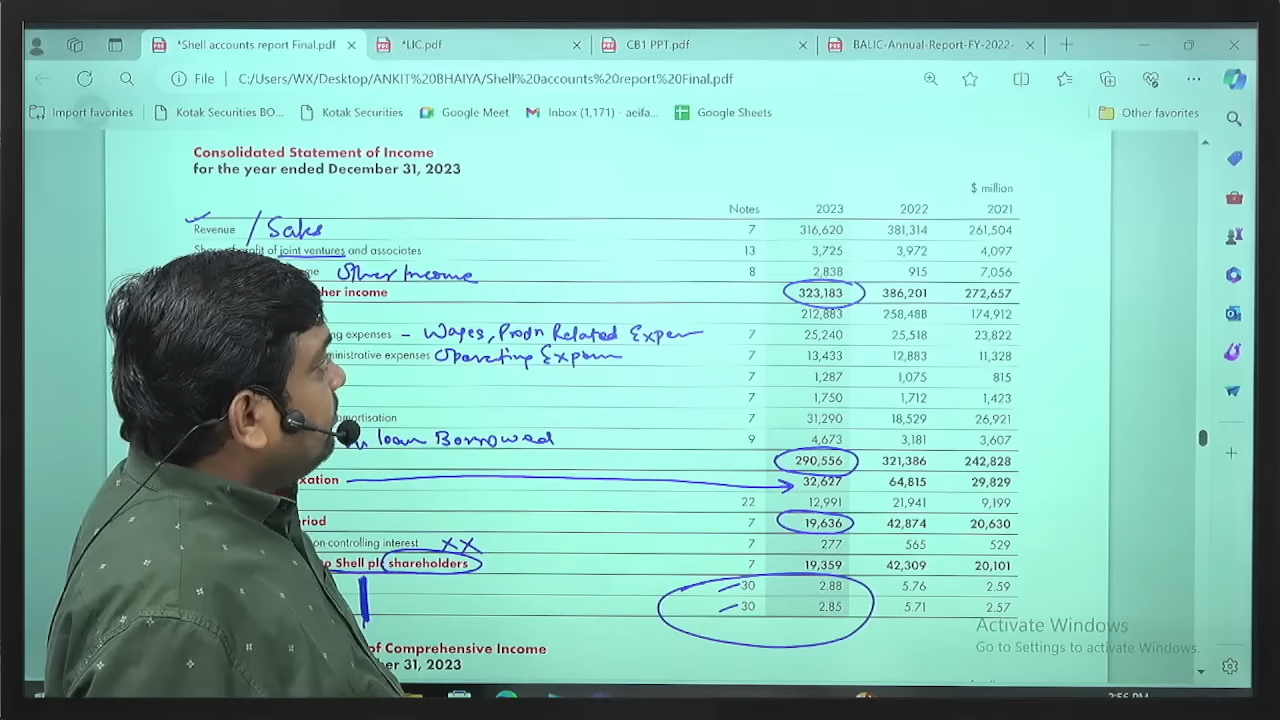 *Shell accounts report Final.pdf
*LIC.pdf
CB1 PPT.pdf
BALIC-Annual-Report-FY-2022-
File
C:/Users/WX/Desktop/ANKIT%20BHAIYA/Shell%20accounts%20report%20Final.pdf
Import favorites
Kotak Securities BO...
Kotak Securities
Google Meet
Inbox (1,171) - aeifa...
Google Sheets
Other favorites
Consolidated Statement of Income
for the year ended December 31, 2023
$ million
Notes 2023 2022 2021
Revenue / Sales 7 316,620 381,314 261,504
joint ventures and associates 13 3,725 3,972 4,097
Other Income 8 2,838 915 7,056
income 323,183 386,201 272,657
212,883 258,488 174,912
expenses - Wages, Prodn Related Expen 7 25,240 25,518 23,822
expenses Operating Expen 7 13,433 12,883 11,328
7 1,287 1,075 815
7 1,750 1,712 1,423
amortisation 7 31,290 18,529 26,921
loan Borrowed 9 4,673 3,181 3,607
290,556 321,386 242,828
32,627 64,815 29,829
22 12,991 21,941 9,199
7 19,636 42,874 20,630
non-controlling interest xx 7 277 565 529
Shell plc shareholders 7 19,359 42,309 20,101
30 2.88 5.76 2.59
30 2.85 5.71 2.57
of Comprehensive Income
31, 2023
Activate Windows
Go to Settings to activate Windows.